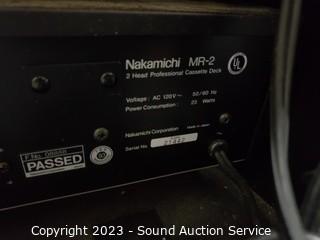 Nakamichi MR-2
2 Head Professional Cassette Deck
UL
Voltage: AC 120V~ 50/60 Hz
Power Consumption: 23 Watts
Nakamichi Corporation Made in Japan
Serial No.
PASSED
Copyright 2023 - Sound Auction Service